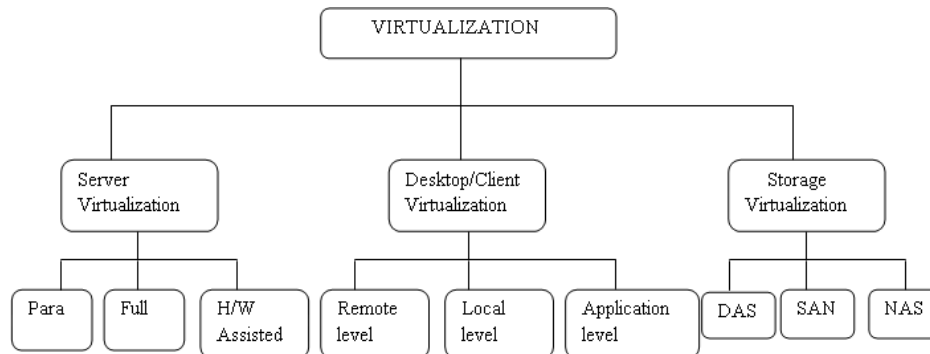 VIRTUALIZATION
Server
Virtualization
Desktop/Client
Virtualization
Storage
Virtualization
Para
Full
H/W
Assisted
Remote
level
Local
level
Application
level
DAS
SAN
NAS